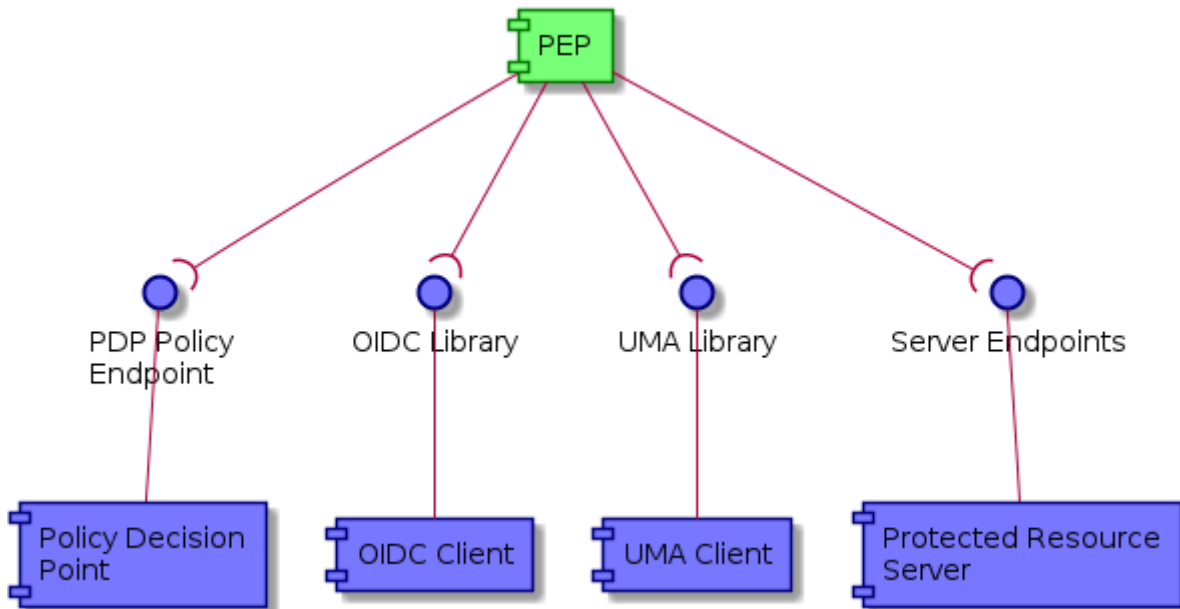 PEP
PDP Policy
Endpoint
OIDC Library
UMA Library
Server Endpoints
Policy Decision
Point
OIDC Client
UMA Client
Protected Resource
Server